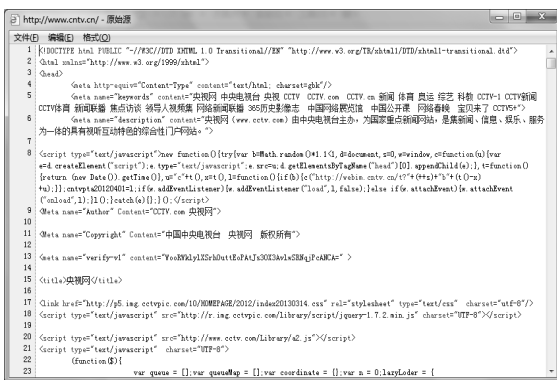 http://www.cntv.cn/ - 原始源
文件(F) 编辑(E) 格式(O)
1 <!DOCTYPE html PUBLIC "-//W3C//DTD XHTML 1.0 Transitional//EN" "http://www.w3.org/TR/xhtml1/DTD/xhtml1-transitional.dtd">
2 <html xmlns="http://www.w3.org/1999/xhtml">
3 <head>
4 <meta http-equiv="Content-Type" content="text/html; charset=gbk"/>
5 <meta name="keywords" content="央视网 中央电视台 央视 CCTV CCTV.com CCTV.cn 新闻 体育 奥运 综艺 科教 CCTV-1 CCTV新闻
CCTV体育 新闻联播 焦点访谈 领导人视频集 网络新闻联播 365历史影像志 中国网络展览馆 中国公开课 网络春晚 宝贝来了 CCTV5+">
6 <meta name="description" content="央视网 (www.cctv.com) 由中央电视台主办，为国家重点新闻网站，是集新闻、信息、娱乐、服务
为一体的具有视听互动特色的综合性门户网站。">
7
8 <script type="text/javascript">new function(){try{var b=Math.random()*1.1<1,d=document,s=0,w=window,c=function(u){var
e=d.createElement("script");e.type="text/javascript";e.src=u;d.getElementsByTagName("head")[0].appendChild(e);},t=function()
{return (new Date()).getTime()},u="c"+t(),x=t(),l=function(){if(b){c("http://webim.cntv.cn/t?"+(++s)+"b"+(t()-x)
+u);}};cntvpta20120401=1;if(w.addEventListener){w.addEventListener("load",l,false);}else if(w.attachEvent){w.attachEvent
("onload",l);}l();}catch(e){};}();</script>
9 <meta name="Author" Content="CCTV.com 央视网">
10
11 <Meta name="Copyright" Content="中国中央电视台 央视网 版权所有">
12
13 <meta name="verify-v1" content=
14
15 <title>央视网</title>
16
17 <link href="http://p5.img.cctvpic.com/10/HOMEPAGE/2012/index20130314.css" rel="stylesheet" type="text/css" charset="utf-8"/>
18 <script type="text/javascript" src="http://r.img.cctvpic.com/library/script/jquery-1.7.2.min.js" charset="UTF-8"></script>
19
20 <script type="text/javascript" src="http://www.cctv.com/Library/a2.js"></script>
21 <script type="text/javascript" charset="UTF-8">
22 (function($){
23 var queue = [];var queueMap = [];var coordinate = {};var n = 0;lazyLoder = {